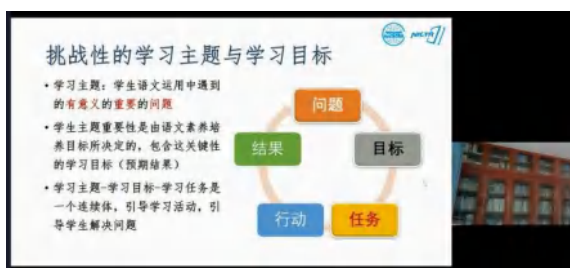 挑战性的学习主题与学习目标
•学习主题：学生语文运用中遇到
的有意义的重要的问题
•学生主题重要性是由语文素养培
养目标所决定的，包含这关键性
的学习目标（预期结果）
•学习主题-学习目标-学习任务是
一个连续体，引导学习活动，引
导学生解决问题
问题
目标
任务
行动
结果